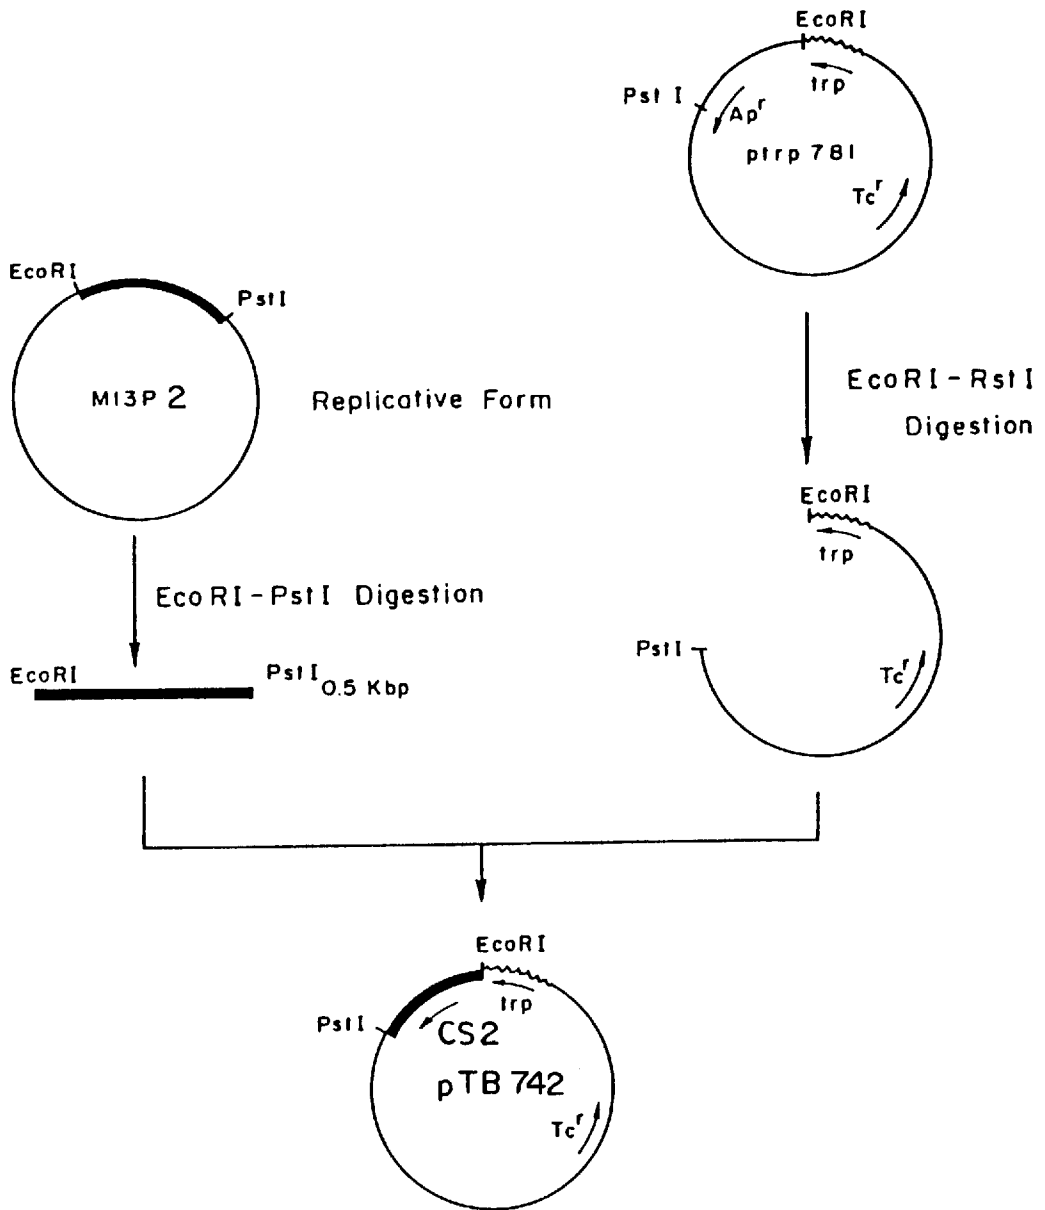 EcoRI
trp
Pst I
Apr
ptrp 781
Tcr
EcoRI
PstI
M13P 2
Replicative Form
EcoRI-RstI
Digestion
EcoRI-PstI Digestion
EcoRI
PstI 0.5 Kbp
EcoRI
trp
PstI
Tcr
EcoRI
trp
PstI
CS2
pTB 742
Tcr